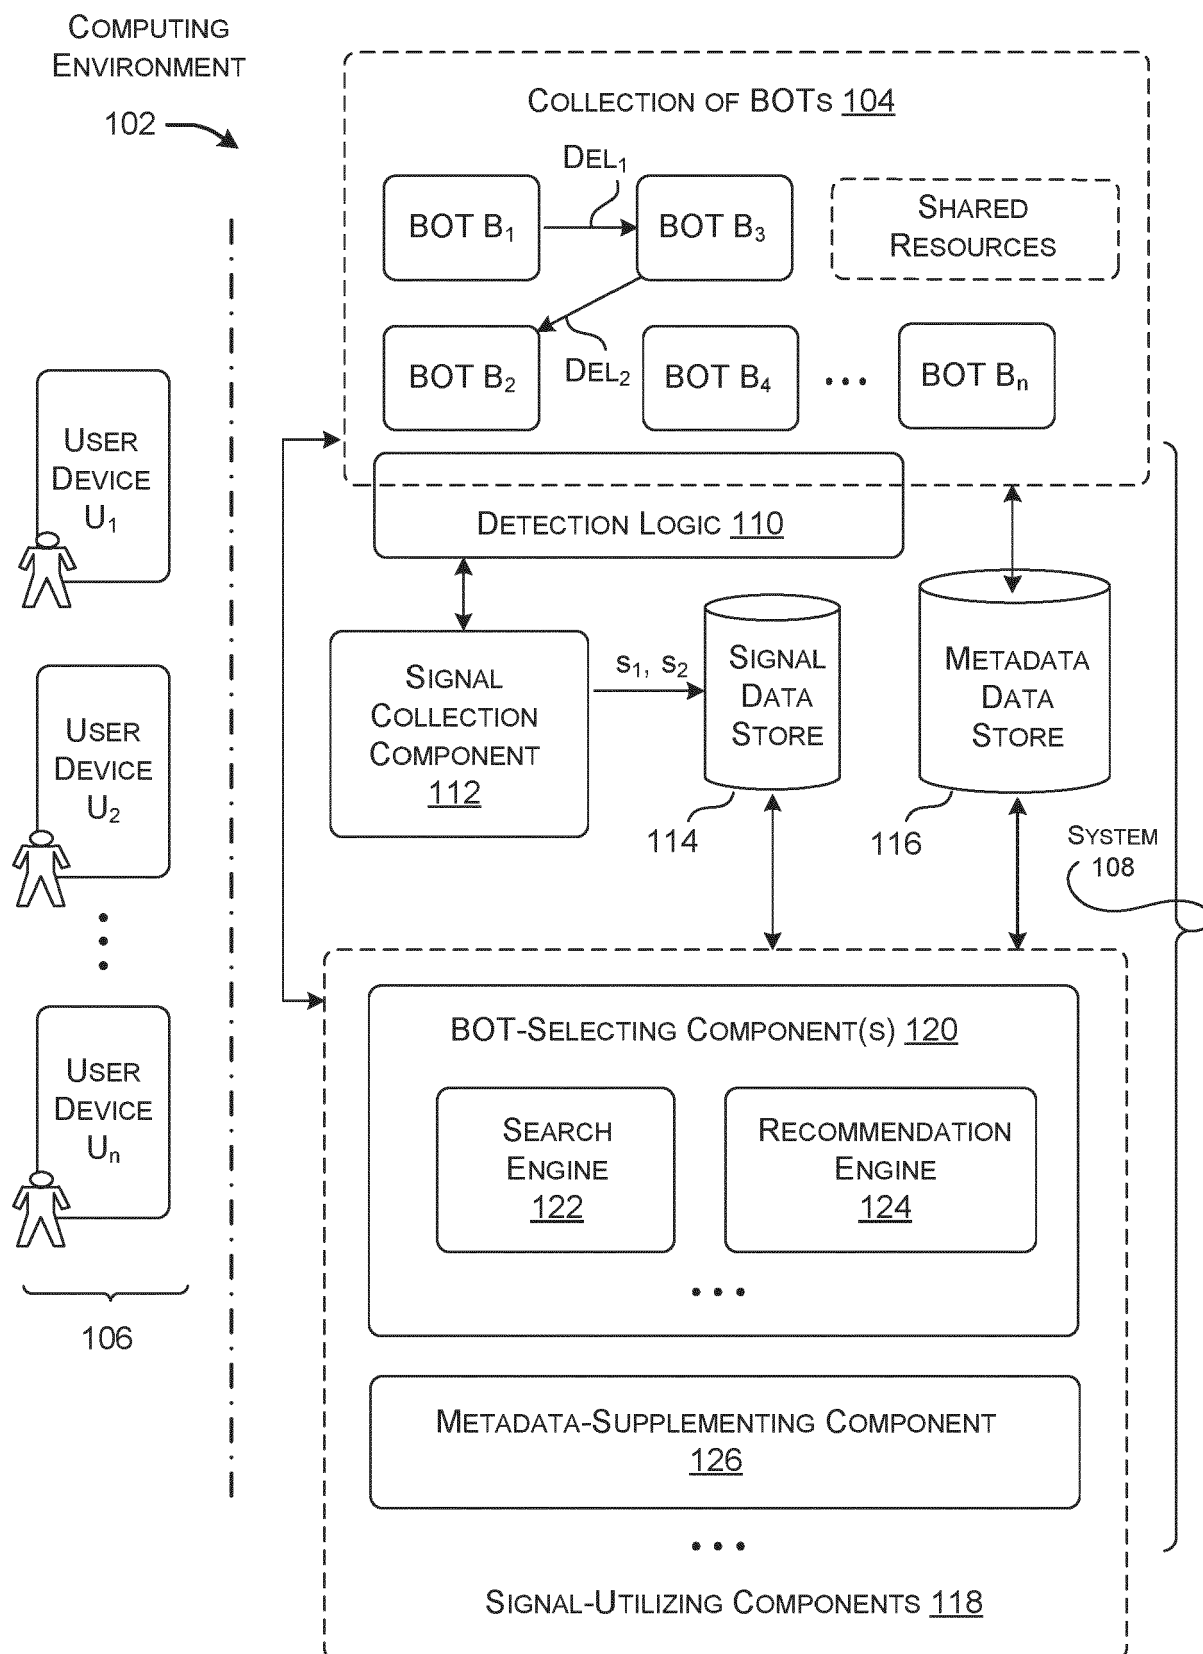 COMPUTING
ENVIRONMENT
102
COLLECTION OF BOTS 104
DEL1
BOT B1
BOT B3
SHARED
RESOURCES
BOT B2
DEL2
BOT B4
BOT Bn
USER
DEVICE
U1
DETECTION LOGIC 110
SIGNAL
COLLECTION
COMPONENT
112
s1, s2
SIGNAL
DATA
STORE
114
METADATA
DATA
STORE
116
SYSTEM
108
USER
DEVICE
U2
BOT-SELECTING COMPONENT(S) 120
SEARCH
ENGINE
122
RECOMMENDATION
ENGINE
124
USER
DEVICE
Un
106
METADATA-SUPPLEMENTING COMPONENT
126
SIGNAL-UTILIZING COMPONENTS 118